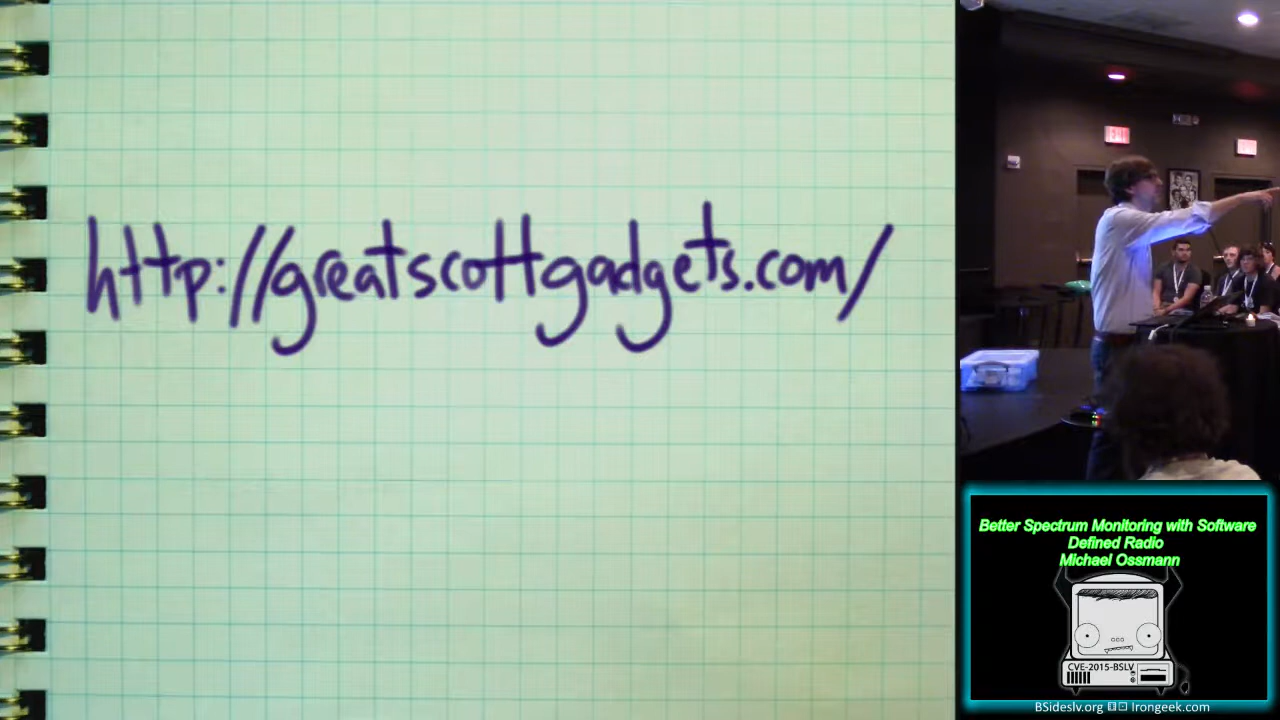 http://greatscottgadgets.com/
Better Spectrum Monitoring with Software
Defined Radio
Michael Ossmann
CVE-2015-BSLV
BSideslv.org
Irongeek.com